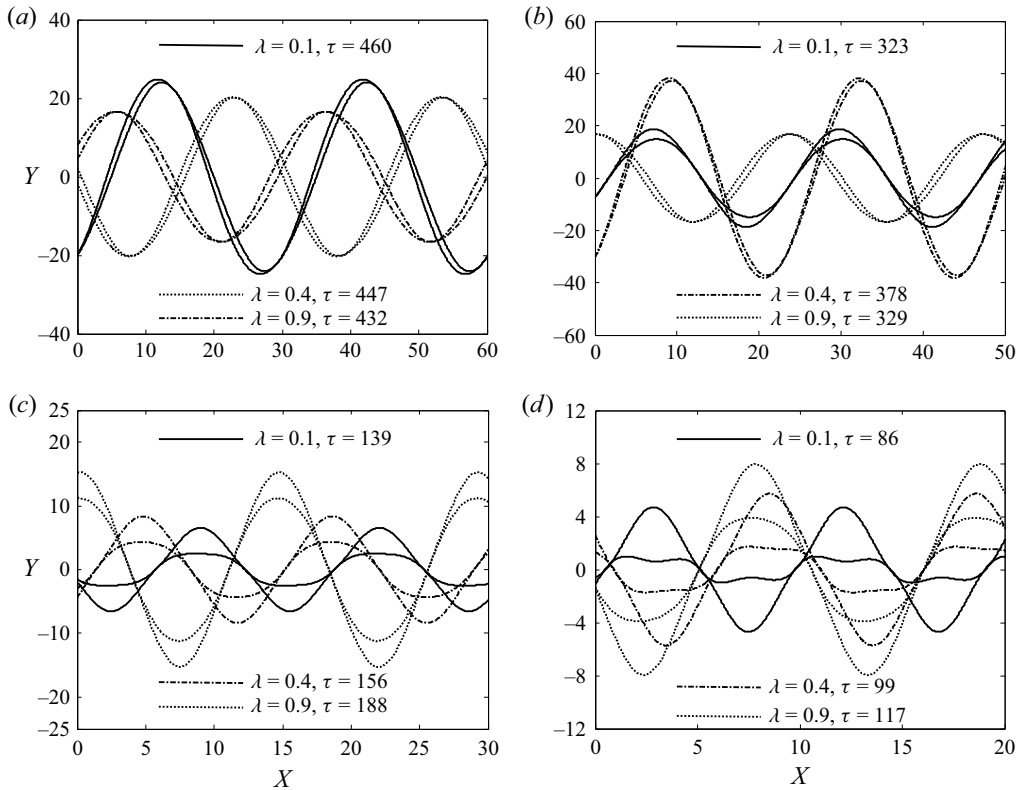 (a)
40
λ = 0.1, τ = 460
20
Y
0
–20
λ = 0.4, τ = 447
λ = 0.9, τ = 432
–40
0 10 20 30 40 50 60
(b)
60
λ = 0.1, τ = 323
40
20
0
–20
λ = 0.4, τ = 378
–40
λ = 0.9, τ = 329
–60
0 10 20 30 40 50
(c)
25
20
λ = 0.1, τ = 139
15
10
5
Y
0
–5
–10
–15
λ = 0.4, τ = 156
–20
λ = 0.9, τ = 188
–25
0 5 10 15 20 25 30
X
(d)
12
λ = 0.1, τ = 86
8
4
0
–4
λ = 0.4, τ = 99
–8
λ = 0.9, τ = 117
–12
0 5 10 15 20
X